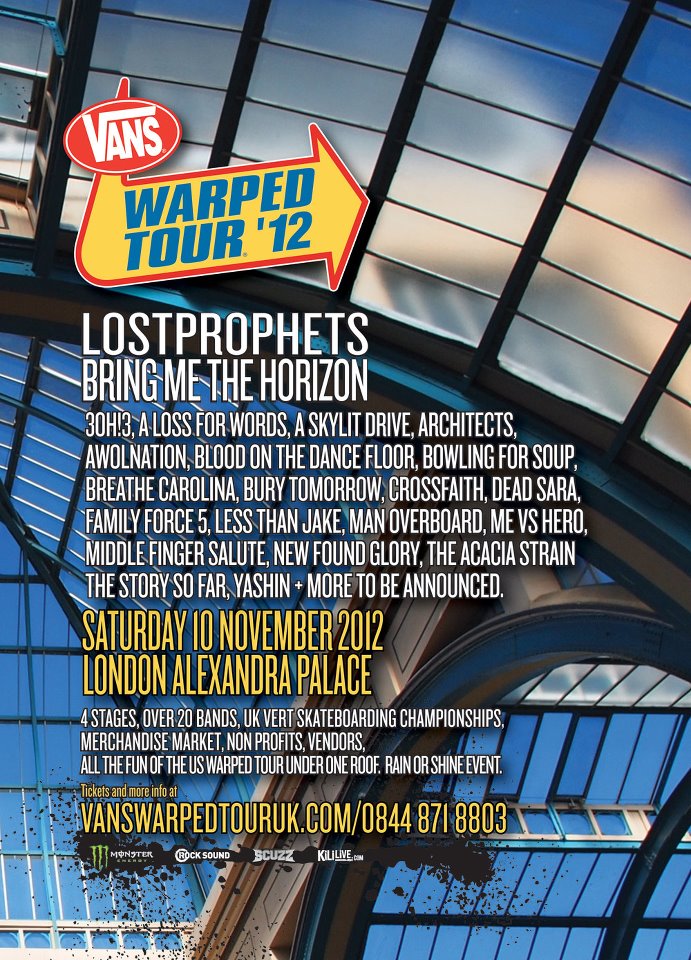 VANS
WARPED
TOUR '12
LOSTPROPHETS
BRING ME THE HORIZON
3OH!3, A LOSS FOR WORDS, A SKYLIT DRIVE, ARCHITECTS,
AWOLNATION, BLOOD ON THE DANCE FLOOR, BOWLING FOR SOUP,
BREATHE CAROLINA, BURY TOMORROW, CROSSFAITH, DEAD SARA,
FAMILY FORCE 5, LESS THAN JAKE, MAN OVERBOARD, ME VS HERO,
MIDDLE FINGER SALUTE, NEW FOUND GLORY, THE ACACIA STRAIN
THE STORY SO FAR, YASHIN + MORE TO BE ANNOUNCED.
SATURDAY 10 NOVEMBER 2012
LONDON ALEXANDRA PALACE
4 STAGES, OVER 20 BANDS, UK VERT SKATEBOARDING CHAMPIONSHIPS,
MERCHANDISE MARKET, NON PROFITS, VENDORS,
ALL THE FUN OF THE US WARPED TOUR UNDER ONE ROOF. RAIN OR SHINE EVENT.
Tickets and more info at
VANSWARPEDTOURUK.COM/0844 871 8803
MONSTER ENERGY ROCK SOUND SCUZZ KILILIVE.COM